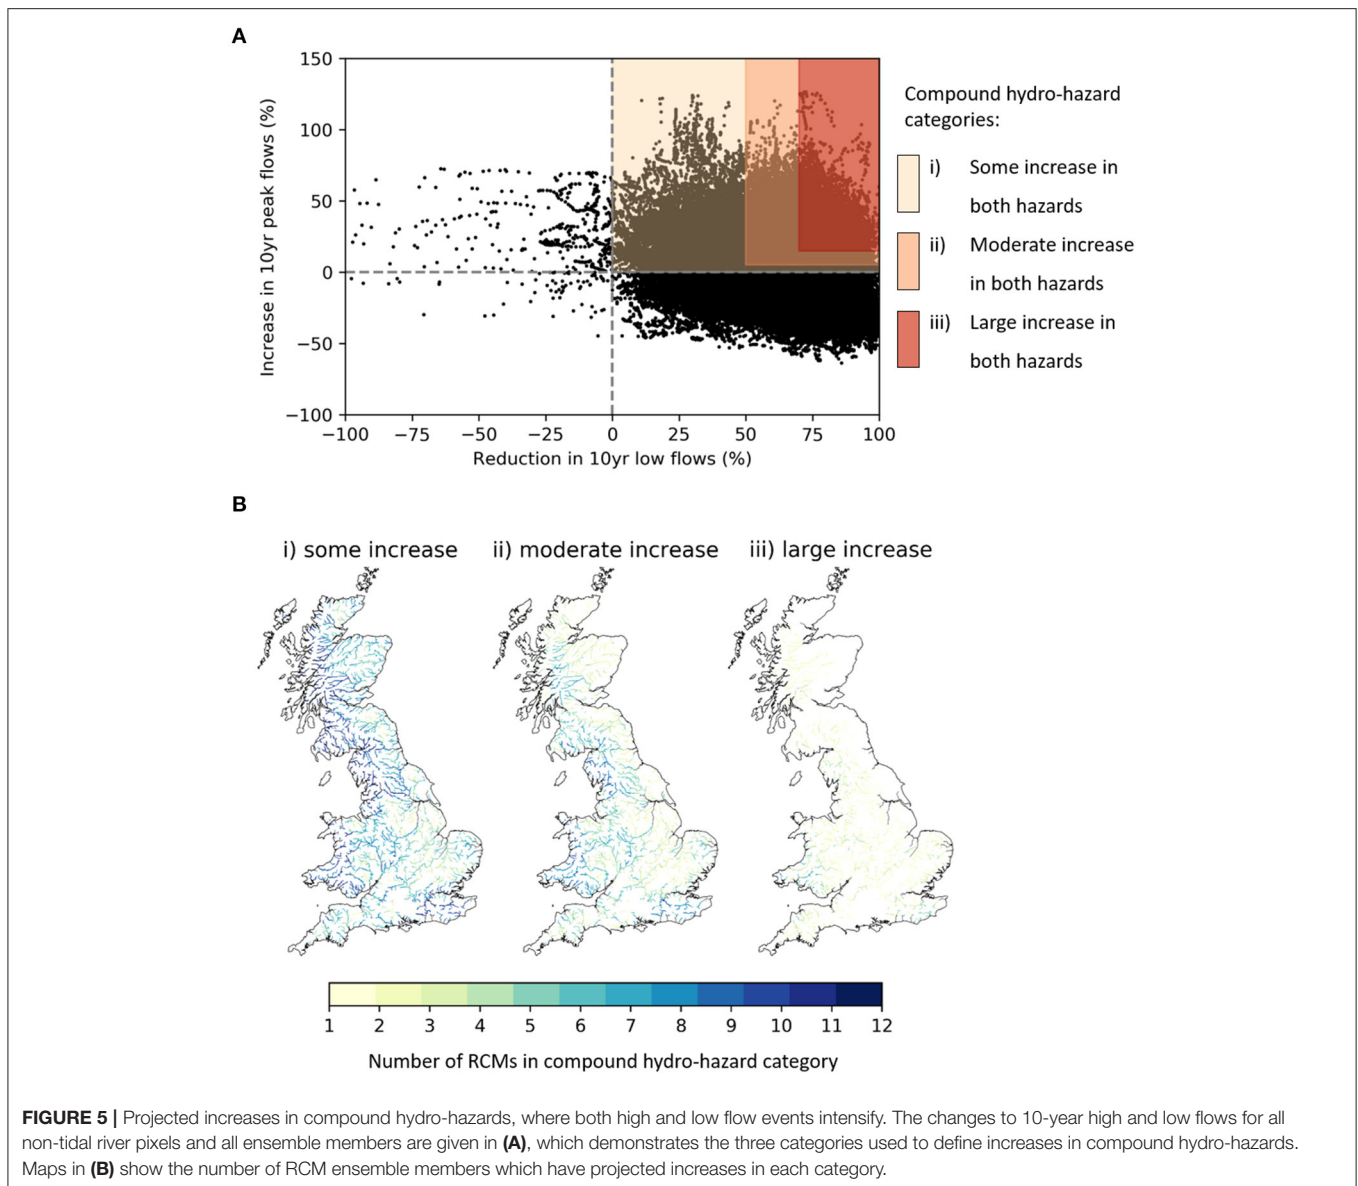 A
150
100
50
0
−50
−100
Increase in 10yr peak flows (%)
−100 −75 −50 −25 0 25 50 75 100
Reduction in 10yr low flows (%)
Compound hydro-hazard
categories:
i) Some increase in
both hazards
ii) Moderate increase
in both hazards
iii) Large increase in
both hazards
B
i) some increase ii) moderate increase iii) large increase
1 2 3 4 5 6 7 8 9 10 11 12
Number of RCMs in compound hydro-hazard category
FIGURE 5 | Projected increases in compound hydro-hazards, where both high and low flow events intensify. The changes to 10-year high and low flows for all
non-tidal river pixels and all ensemble members are given in (A), which demonstrates the three categories used to define increases in compound hydro-hazards.
Maps in (B) show the number of RCM ensemble members which have projected increases in each category.